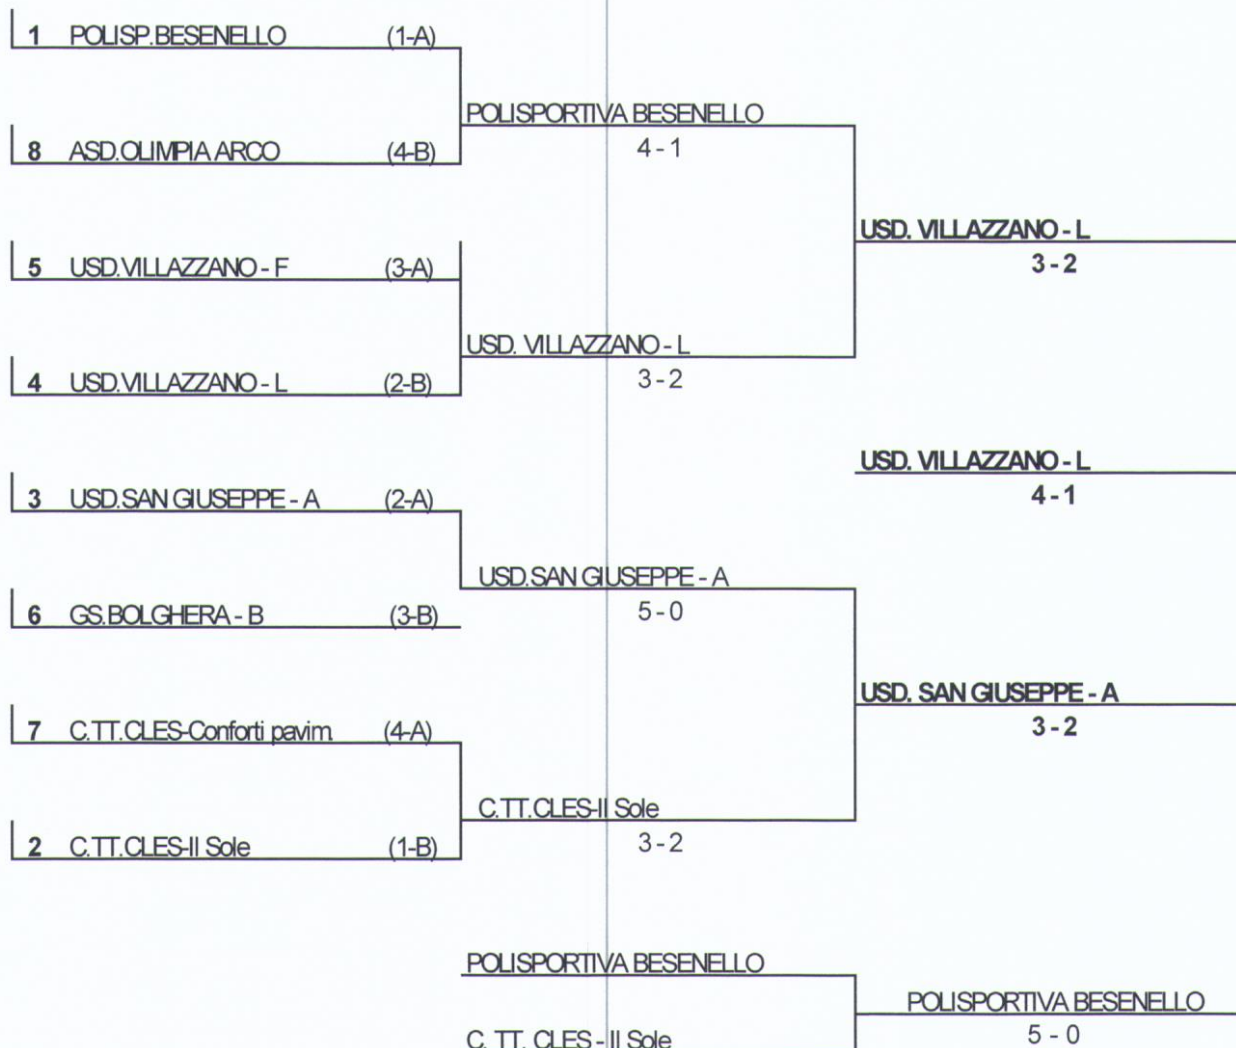 1 POLISP.BESENELLO (1-A)
POLISPORTIVA BESENELLO
4 - 1
8 ASD.OLIMPIA ARCO (4-B)
USD. VILLAZZANO - L
3 - 2
5 USD.VILLAZZANO - F (3-A)
USD. VILLAZZANO - L
3 - 2
4 USD.VILLAZZANO - L (2-B)
USD. VILLAZZANO - L
4 - 1
3 USD.SAN GIUSEPPE - A (2-A)
USD.SAN GIUSEPPE - A
5 - 0
6 GS.BOLGHERA - B (3-B)
USD. SAN GIUSEPPE - A
3 - 2
7 C.TT.CLES-Conforti pavim. (4-A)
C.TT.CLES-Il Sole
3 - 2
2 C.TT.CLES-Il Sole (1-B)
POLISPORTIVA BESENELLO
POLISPORTIVA BESENELLO
5 - 0
C. TT. CLES - Il Sole